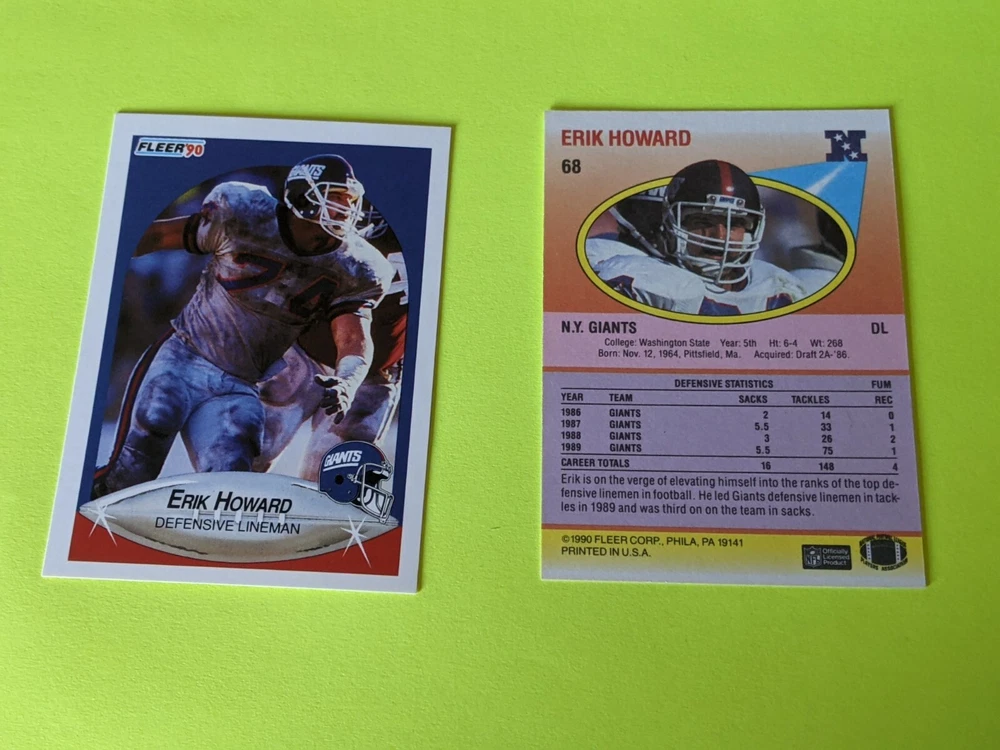 FLEER '90
GIANTS
74
GIANTS
ERIK HOWARD
DEFENSIVE LINEMAN
ERIK HOWARD
68
N
N.Y. GIANTS DL
College: Washington State Year: 5th Ht: 6-4 Wt: 268
Born: Nov. 12, 1964, Pittsfield, Ma. Acquired: Draft 2A-'86.
DEFENSIVE STATISTICS FUM
YEAR TEAM SACKS TACKLES REC
1986 GIANTS 2 14 0
1987 GIANTS 5.5 33 1
1988 GIANTS 3 26 2
1989 GIANTS 5.5 75 1
CAREER TOTALS 16 148 4
Erik is on the verge of elevating himself into the ranks of the top de-
fensive linemen in football. He led Giants defensive linemen in tack-
les in 1989 and was third on on the team in sacks.
©1990 FLEER CORP., PHILA, PA 19141
PRINTED IN U.S.A.
NFL
Officially
Licensed
Product